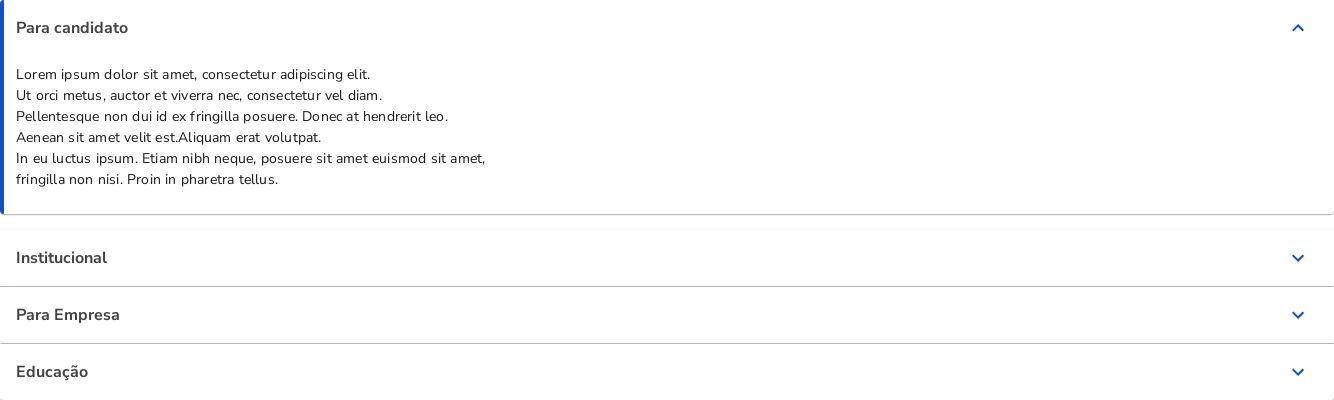 Para candidato
Lorem ipsum dolor sit amet, consectetur adipiscing elit.
Ut orci metus, auctor et viverra nec, consectetur vel diam.
Pellentesque non dui id ex fringilla posuere. Donec at hendrerit leo.
Aenean sit amet velit est.Aliquam erat volutpat.
In eu luctus ipsum. Etiam nibh neque, posuere sit amet euismod sit amet,
fringilla non nisi. Proin in pharetra tellus.
Institucional
Para Empresa
Educação